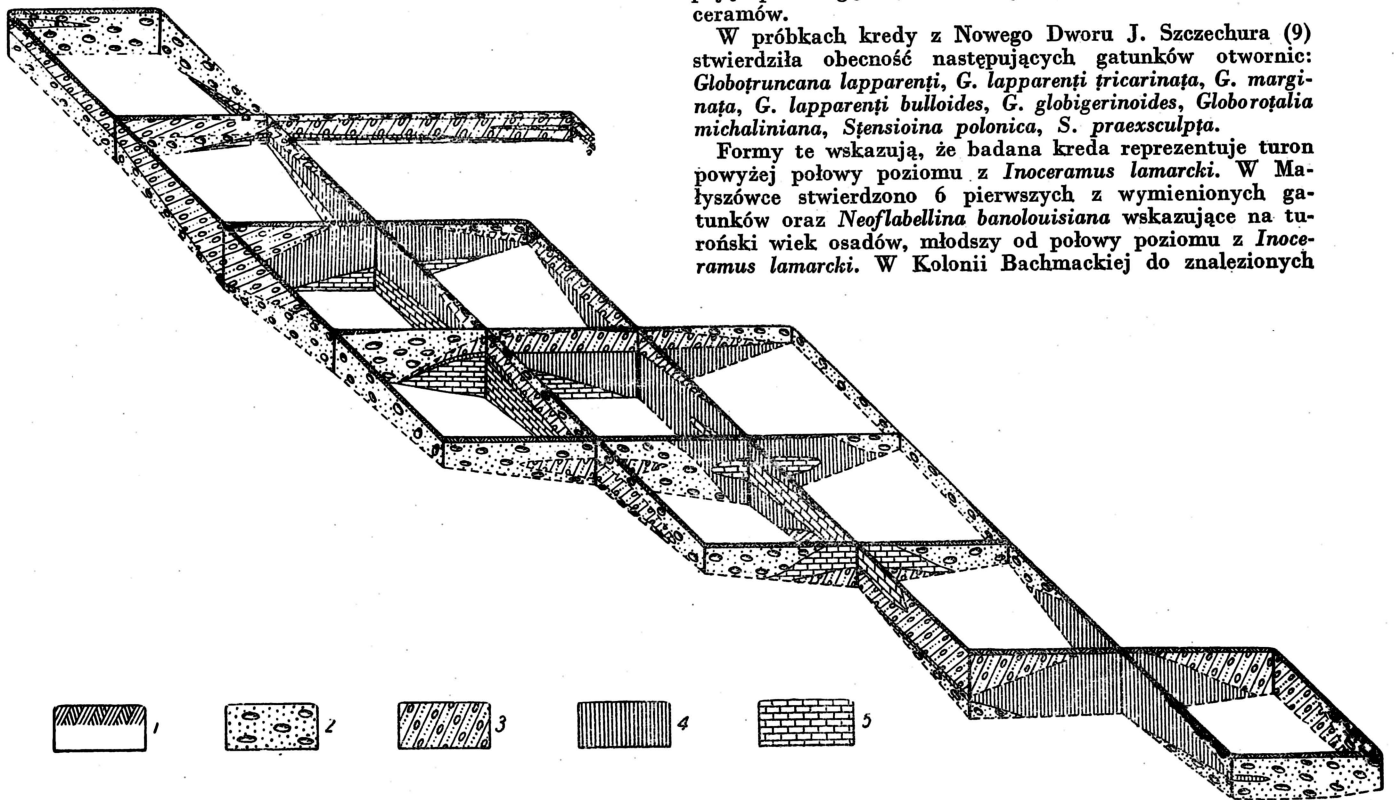 ceramów.
W próbkach kredy z Nowego Dworu J. Szczechura (9)
stwierdziła obecność następujących gatunków otwornic:
Globotruncana lapparenti, G. lapparenti tricarinata, G. margi-
nata, G. lapparenti bulloides, G. globigerinoides, Globorotalia
michaliniana, Stensioina polonica, S. praexsculpta.
Formy te wskazują, że badana kreda reprezentuje turon
powyżej połowy poziomu z Inoceramus lamarcki. W Ma-
łyszówce stwierdzono 6 pierwszych z wymienionych ga-
tunków oraz Neoflabellina banolouisiana wskazujące na tu-
roński wiek osadów, młodszy od połowy poziomu z Inoce-
ramus lamarcki. W Kolonii Bachmackiej do znalezionych
1 2 3 4 5